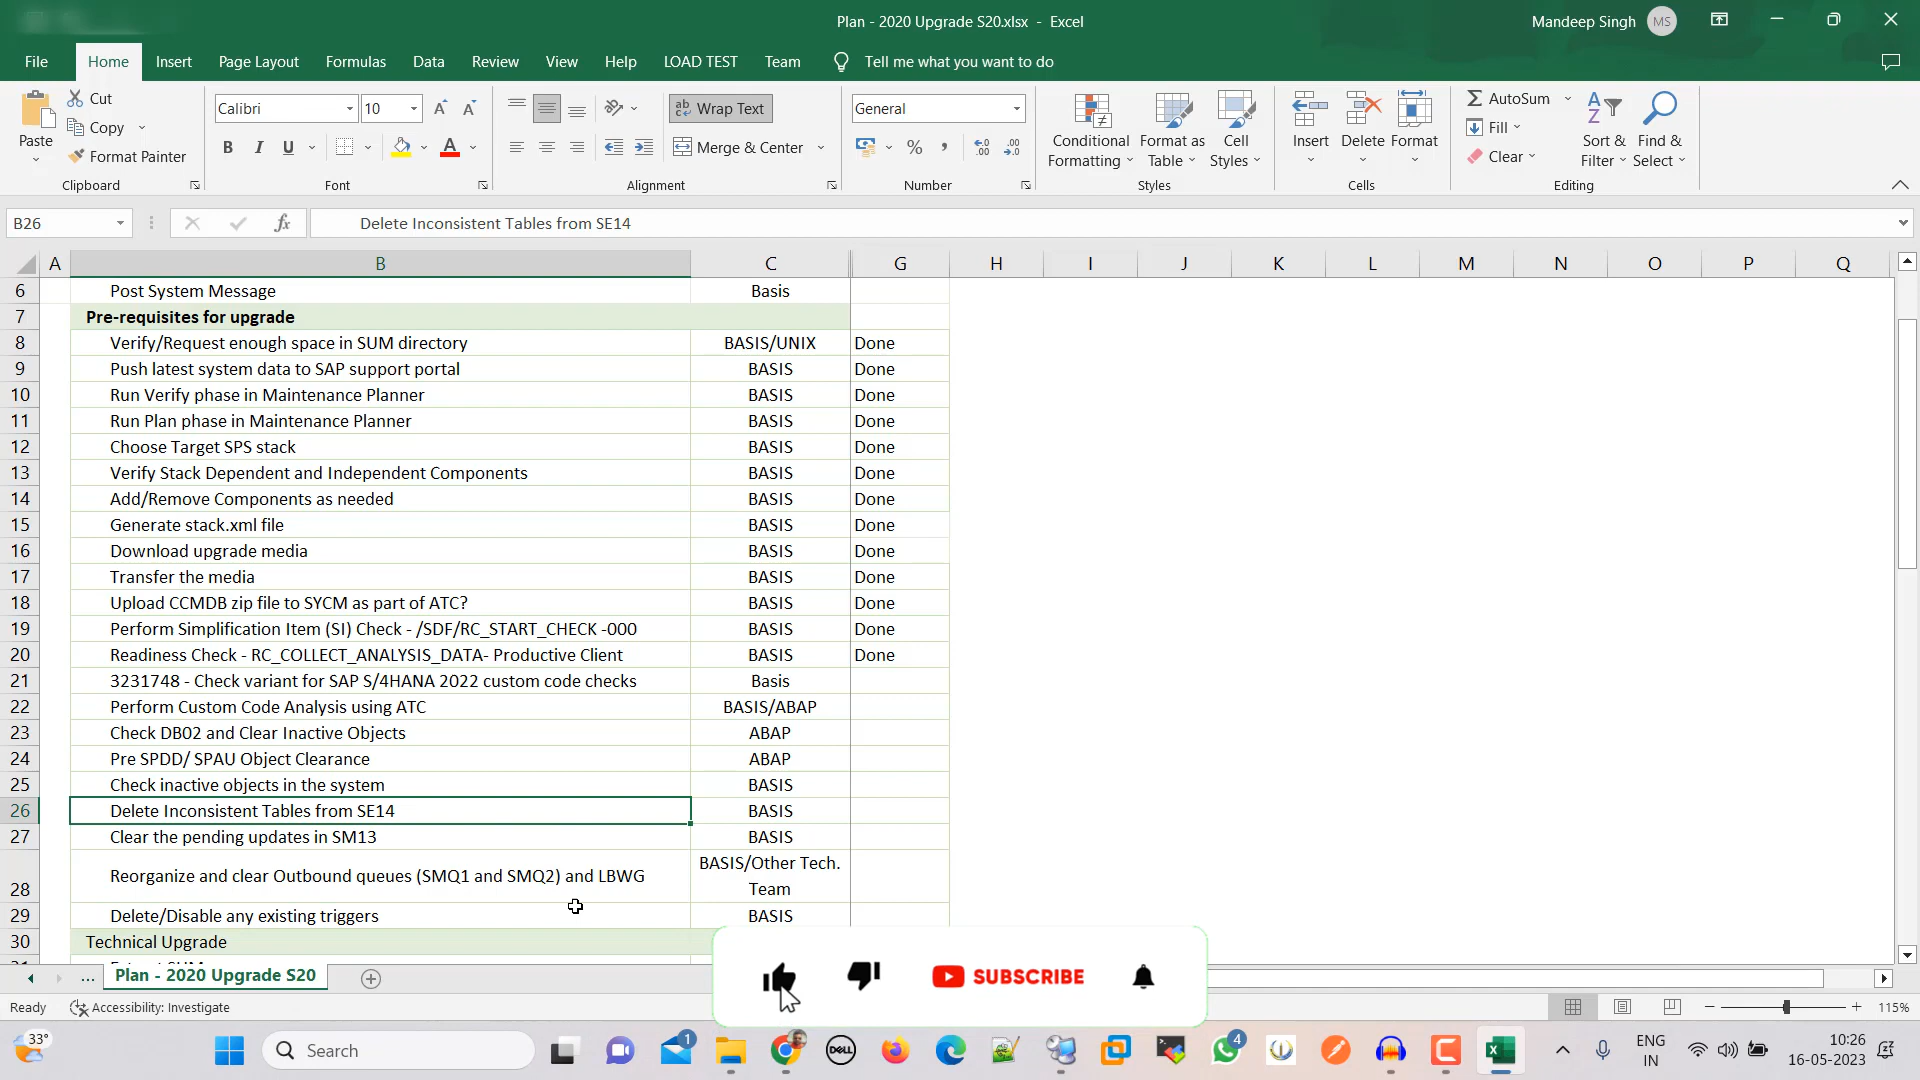 Plan - 2020 Upgrade S20.xlsx - Excel
Mandeep Singh
MS
File
Home
Insert
Page Layout
Formulas
Data
Review
View
Help
LOAD TEST
Team
Tell me what you want to do
Paste
Cut
Copy
Format Painter
Clipboard
Calibri
10
B I U
Font
Wrap Text
Merge & Center
Alignment
General
Number
Conditional Formatting
Format as Table
Cell Styles
Styles
Insert
Delete
Format
Cells
AutoSum
Fill
Clear
Sort & Filter
Find & Select
Editing
B26
fx
Delete Inconsistent Tables from SE14
A B C G H I J K L M N O P Q
6 Post System Message Basis
7 Pre-requisites for upgrade
8 Verify/Request enough space in SUM directory BASIS/UNIX Done
9 Push latest system data to SAP support portal BASIS Done
10 Run Verify phase in Maintenance Planner BASIS Done
11 Run Plan phase in Maintenance Planner BASIS Done
12 Choose Target SPS stack BASIS Done
13 Verify Stack Dependent and Independent Components BASIS Done
14 Add/Remove Components as needed BASIS Done
15 Generate stack.xml file BASIS Done
16 Download upgrade media BASIS Done
17 Transfer the media BASIS Done
18 Upload CCMDB zip file to SYCM as part of ATC? BASIS Done
19 Perform Simplification Item (SI) Check - /SDF/RC_START_CHECK -000 BASIS Done
20 Readiness Check - RC_COLLECT_ANALYSIS_DATA- Productive Client BASIS Done
21 3231748 - Check variant for SAP S/4HANA 2022 custom code checks Basis
22 Perform Custom Code Analysis using ATC BASIS/ABAP
23 Check DB02 and Clear Inactive Objects ABAP
24 Pre SPDD/ SPAU Object Clearance ABAP
25 Check inactive objects in the system BASIS
26 Delete Inconsistent Tables from SE14 BASIS
27 Clear the pending updates in SM13 BASIS
28 Reorganize and clear Outbound queues (SMQ1 and SMQ2) and LBWG BASIS/Other Tech. Team
29 Delete/Disable any existing triggers BASIS
30 Technical Upgrade
SUBSCRIBE
... Plan - 2020 Upgrade S20
Ready
Accessibility: Investigate
115%
33°
Search
1
DELL
4
ENG
IN
10:26
16-05-2023